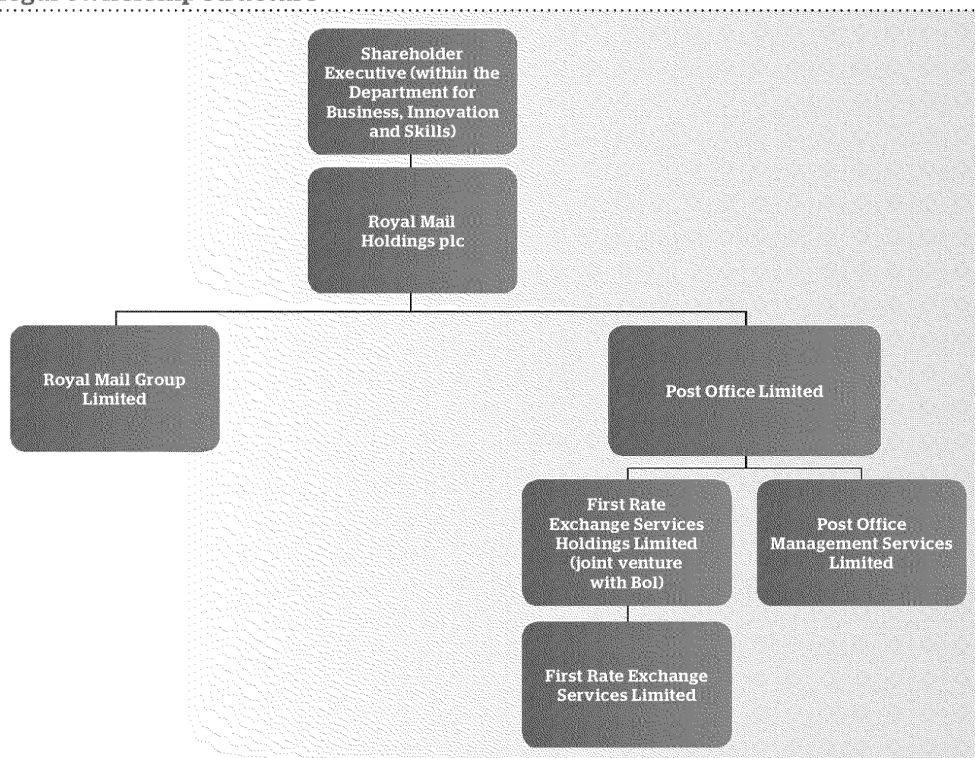 Shareholder
Executive (within the
Department for
Business, Innovation
and Skills)
Royal Mail
Holdings plc
Royal Mail Group
Limited
Post Office Limited
First Rate
Exchange Services
Holdings Limited
(joint venture
with BoI)
Post Office
Management Services
Limited
First Rate Exchange
Services Limited